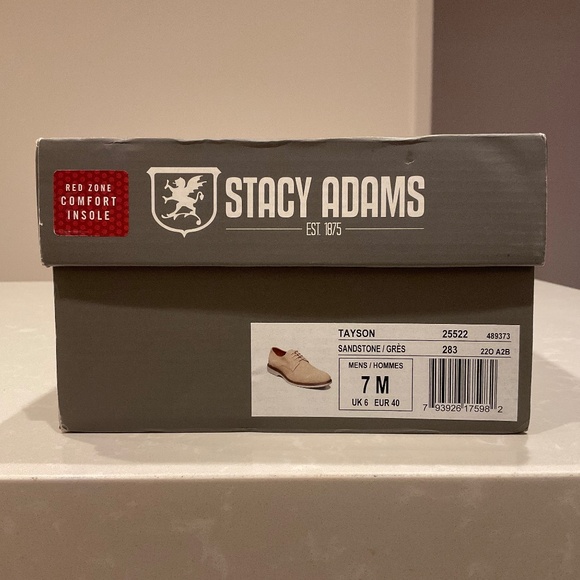 RED ZONE
COMFORT
INSOLE
STACY ADAMS
EST. 1875
TAYSON 25522 489373
SANDSTONE / GRÈS 283 22O A2B
MENS / HOMMES
7 M
UK 6 EUR 40
7 93926 17598 2